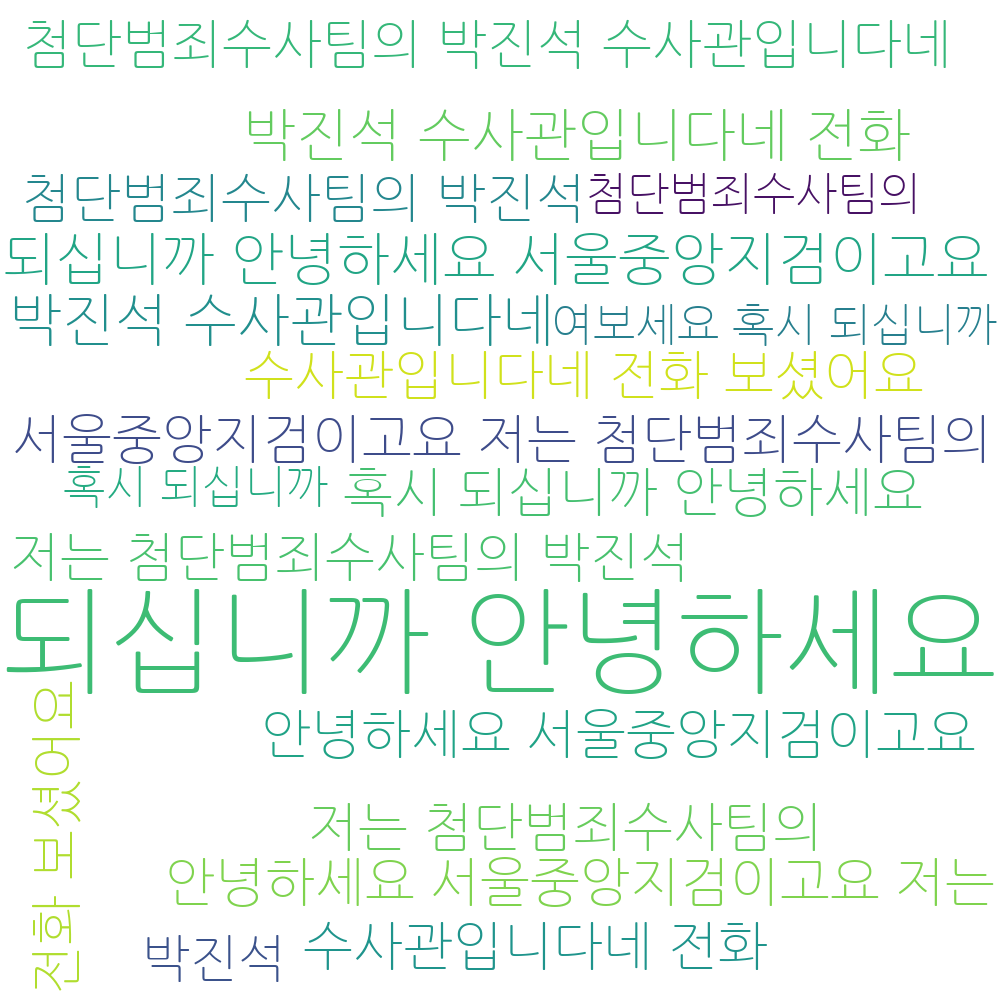 첨단범죄수사팀의 박진석 수사관입니다네
박진석 수사관입니다네 전화
첨단범죄수사팀의 박진석
첨단범죄수사팀의
되십니까 안녕하세요 서울중앙지검이고요
박진석 수사관입니다네
여보세요 혹시 되십니까
수사관입니다네 전화 보셨어요
서울중앙지검이고요 저는 첨단범죄수사팀의
혹시 되십니까
혹시 되십니까 안녕하세요
저는 첨단범죄수사팀의 박진석
되십니까 안녕하세요
전화 보셨어요
안녕하세요 서울중앙지검이고요
저는 첨단범죄수사팀의
안녕하세요 서울중앙지검이고요 저는
박진석
수사관입니다네 전화